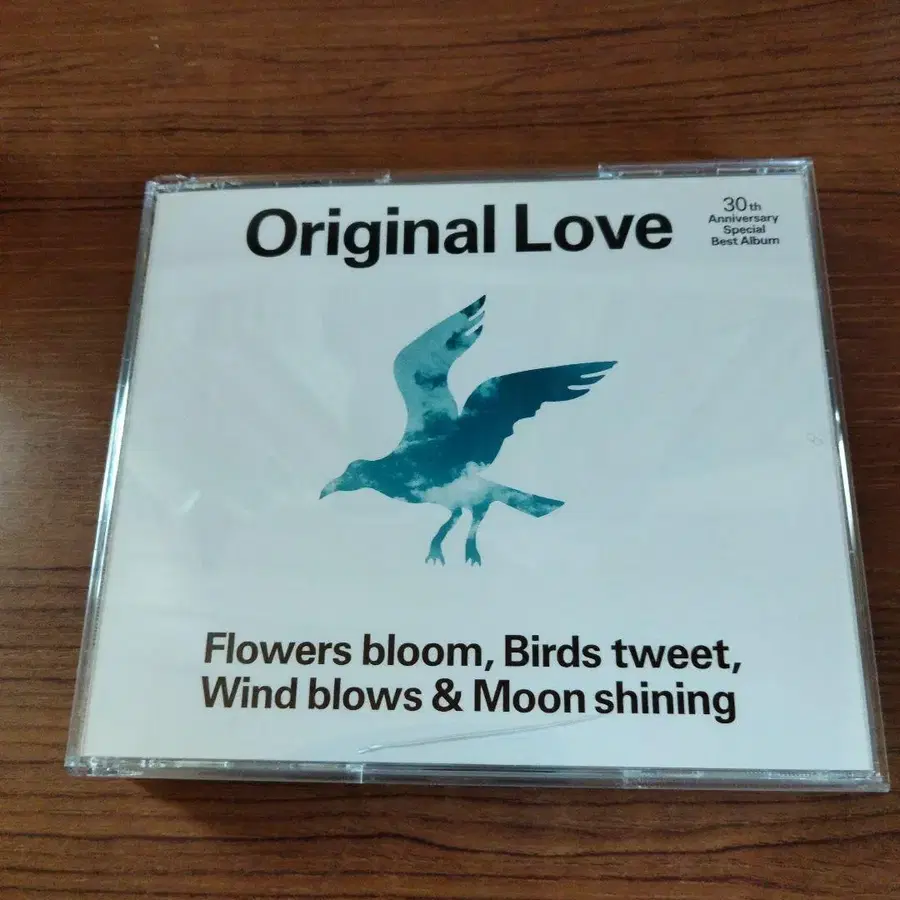 Original Love
30th
Anniversary
Special
Best Album
Flowers bloom, Birds tweet,
Wind blows & Moon shining